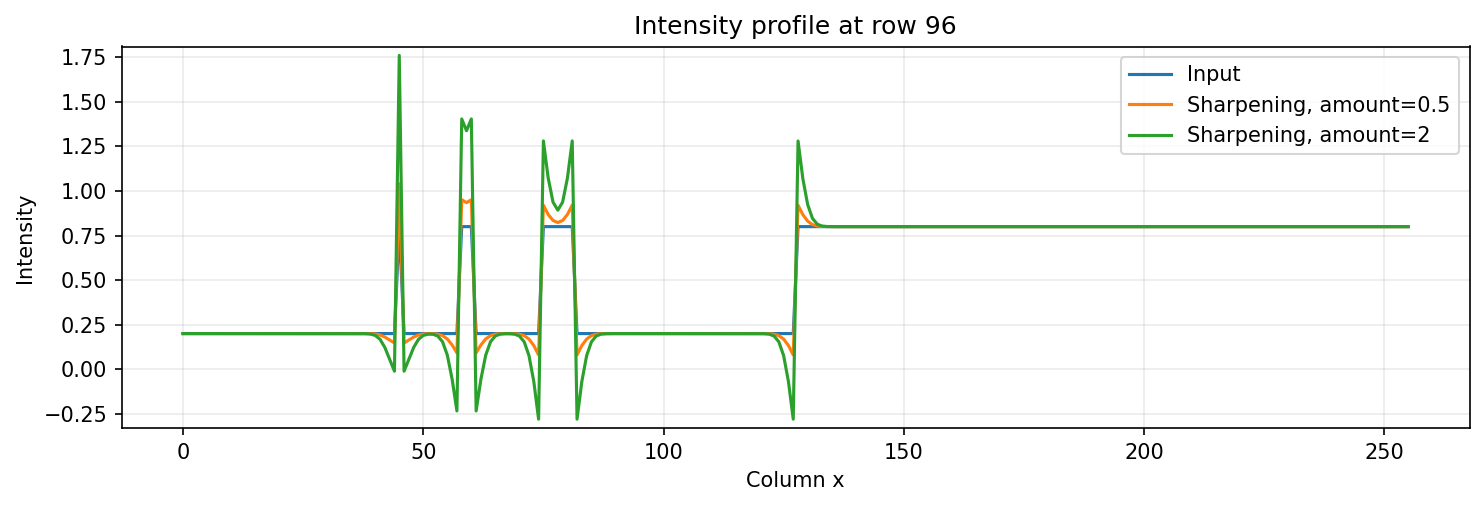 Intensity profile at row 96
Intensity
1.75
1.50
1.25
1.00
0.75
0.50
0.25
0.00
−0.25
Input
Sharpening, amount=0.5
Sharpening, amount=2
0 50 100 150 200 250
Column x